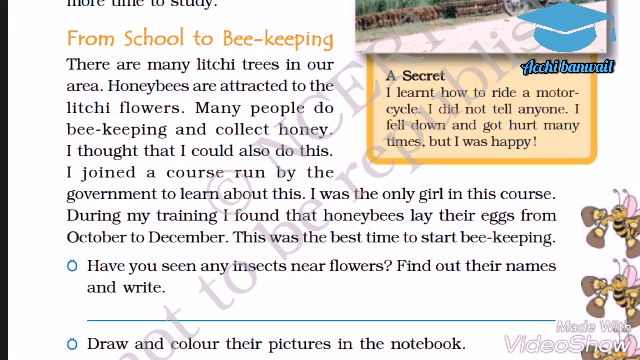 more time to study.
From School to Bee-keeping
There are many litchi trees in our
area. Honeybees are attracted to the
litchi flowers. Many people do
bee-keeping and collect honey.
I thought that I could also do this.
I joined a course run by the
government to learn about this. I was the only girl in this course.
During my training I found that honeybees lay their eggs from
October to December. This was the best time to start bee-keeping.
Have you seen any insects near flowers? Find out their names
and write.
Draw and colour their pictures in the notebook.
Acchi banwait
A Secret
I learnt how to ride a motor-
cycle. I did not tell anyone. I
fell down and got hurt many
times, but I was happy!
© NCERT
not to be republis
Made With
VideoShow